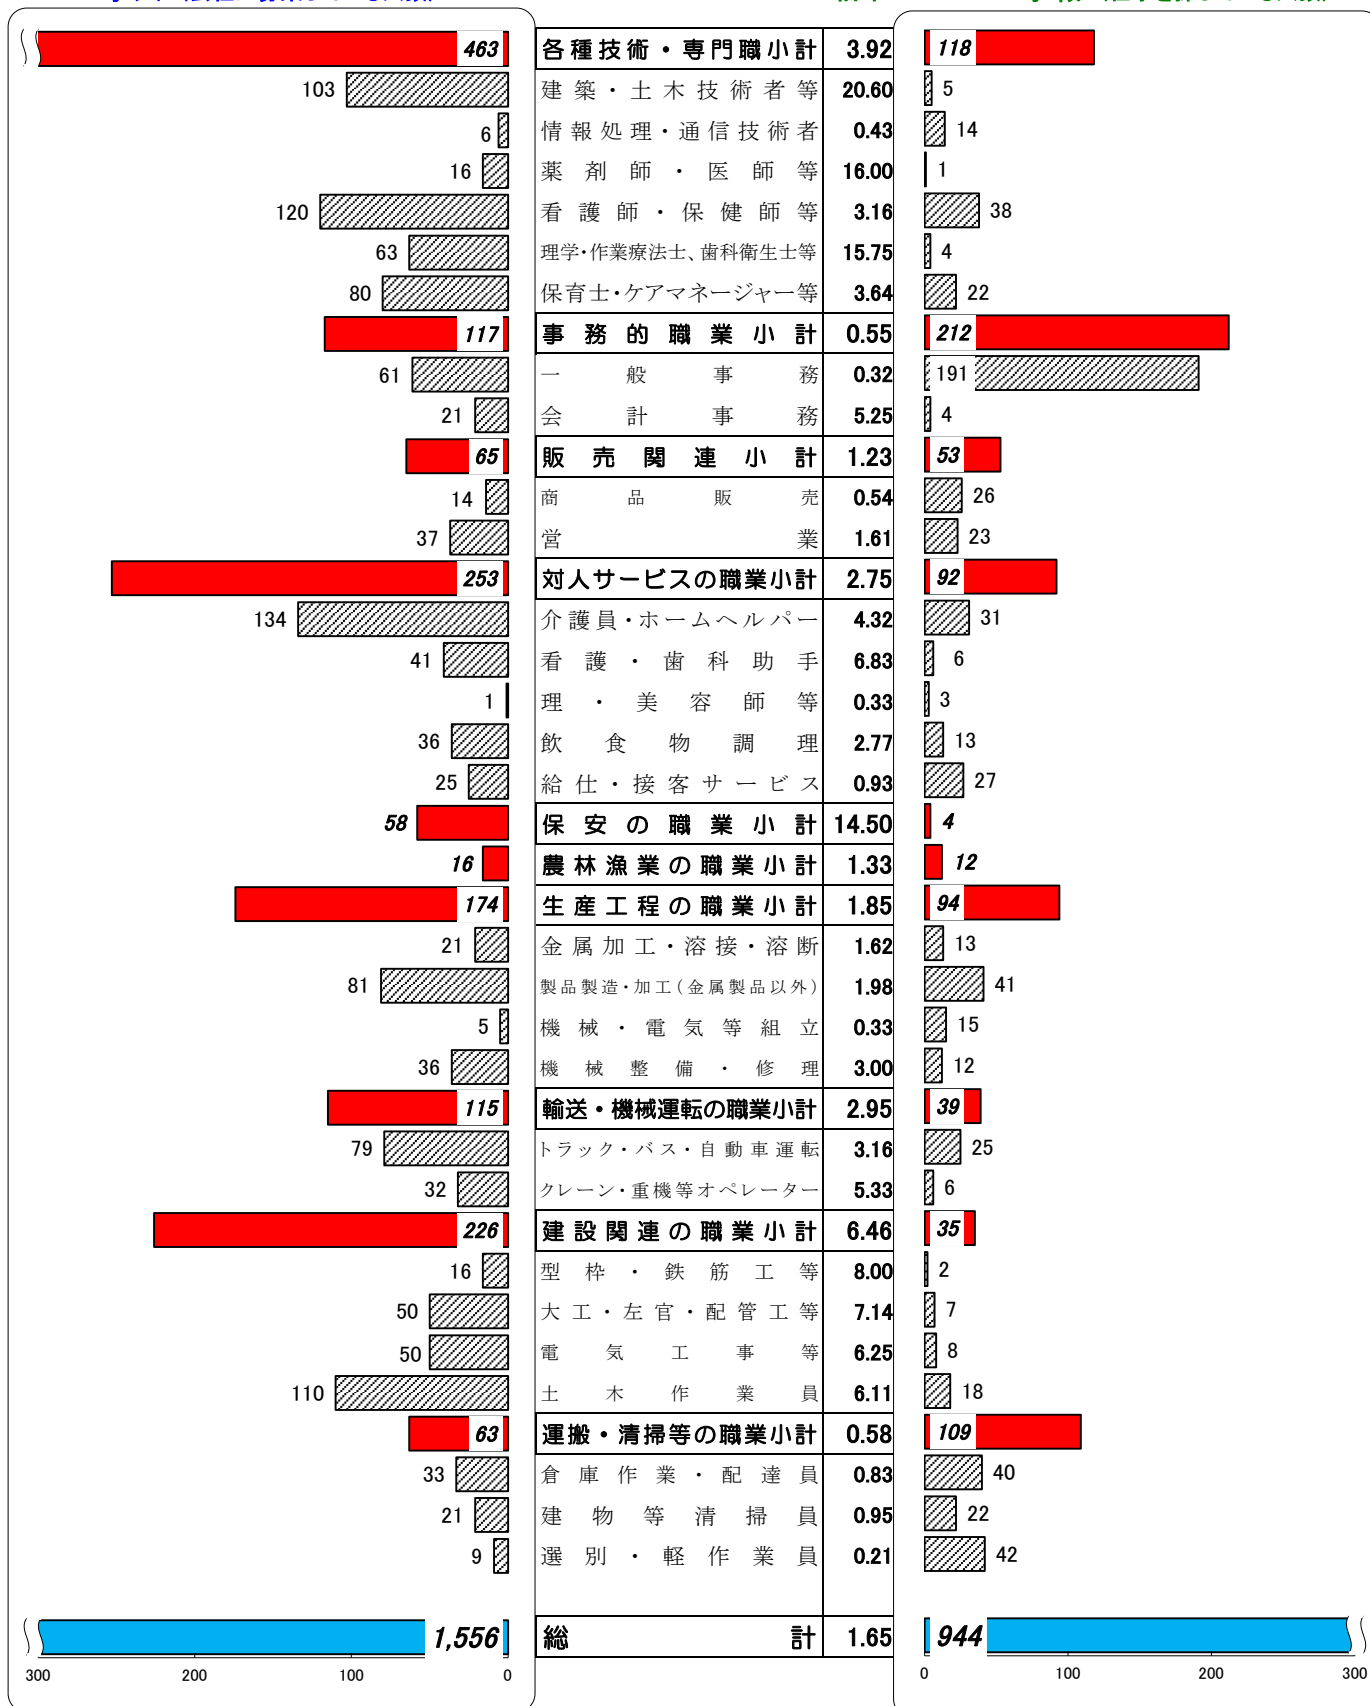 463 各種技術・専門職小計 3.92 118
103 建築・土木技術者等 20.60 5
6 情報処理・通信技術者 0.43 14
16 薬剤師・医師等 16.00 1
120 看護師・保健師等 3.16 38
63 理学・作業療法士、歯科衛生士等 15.75 4
80 保育士・ケアマネージャー等 3.64 22
117 事務的職業小計 0.55 212
61 一般事務 0.32 191
21 会計事務 5.25 4
65 販売関連小計 1.23 53
14 商品販売 0.54 26
37 営業 1.61 23
253 対人サービスの職業小計 2.75 92
134 介護員・ホームヘルパー 4.32 31
41 看護・歯科助手 6.83 6
1 理・美容師等 0.33 3
36 飲食物調理 2.77 13
25 給仕・接客サービス 0.93 27
58 保安の職業小計 14.50 4
16 農林漁業の職業小計 1.33 12
174 生産工程の職業小計 1.85 94
21 金属加工・溶接・溶断 1.62 13
81 製品製造・加工(金属製品以外) 1.98 41
5 機械・電気等組立 0.33 15
36 機械整備・修理 3.00 12
115 輸送・機械運転の職業小計 2.95 39
79 トラック・バス・自動車運転 3.16 25
32 クレーン・重機等オペレーター 5.33 6
226 建設関連の職業小計 6.46 35
16 型枠・鉄筋工等 8.00 2
50 大工・左官・配管工等 7.14 7
50 電気工事等 6.25 8
110 土木作業員 6.11 18
63 運搬・清掃等の職業小計 0.58 109
33 倉庫作業・配達員 0.83 40
21 建物等清掃員 0.95 22
9 選別・軽作業員 0.21 42
1,556 総計 1.65 944
300 200 100 0 0 100 200 300